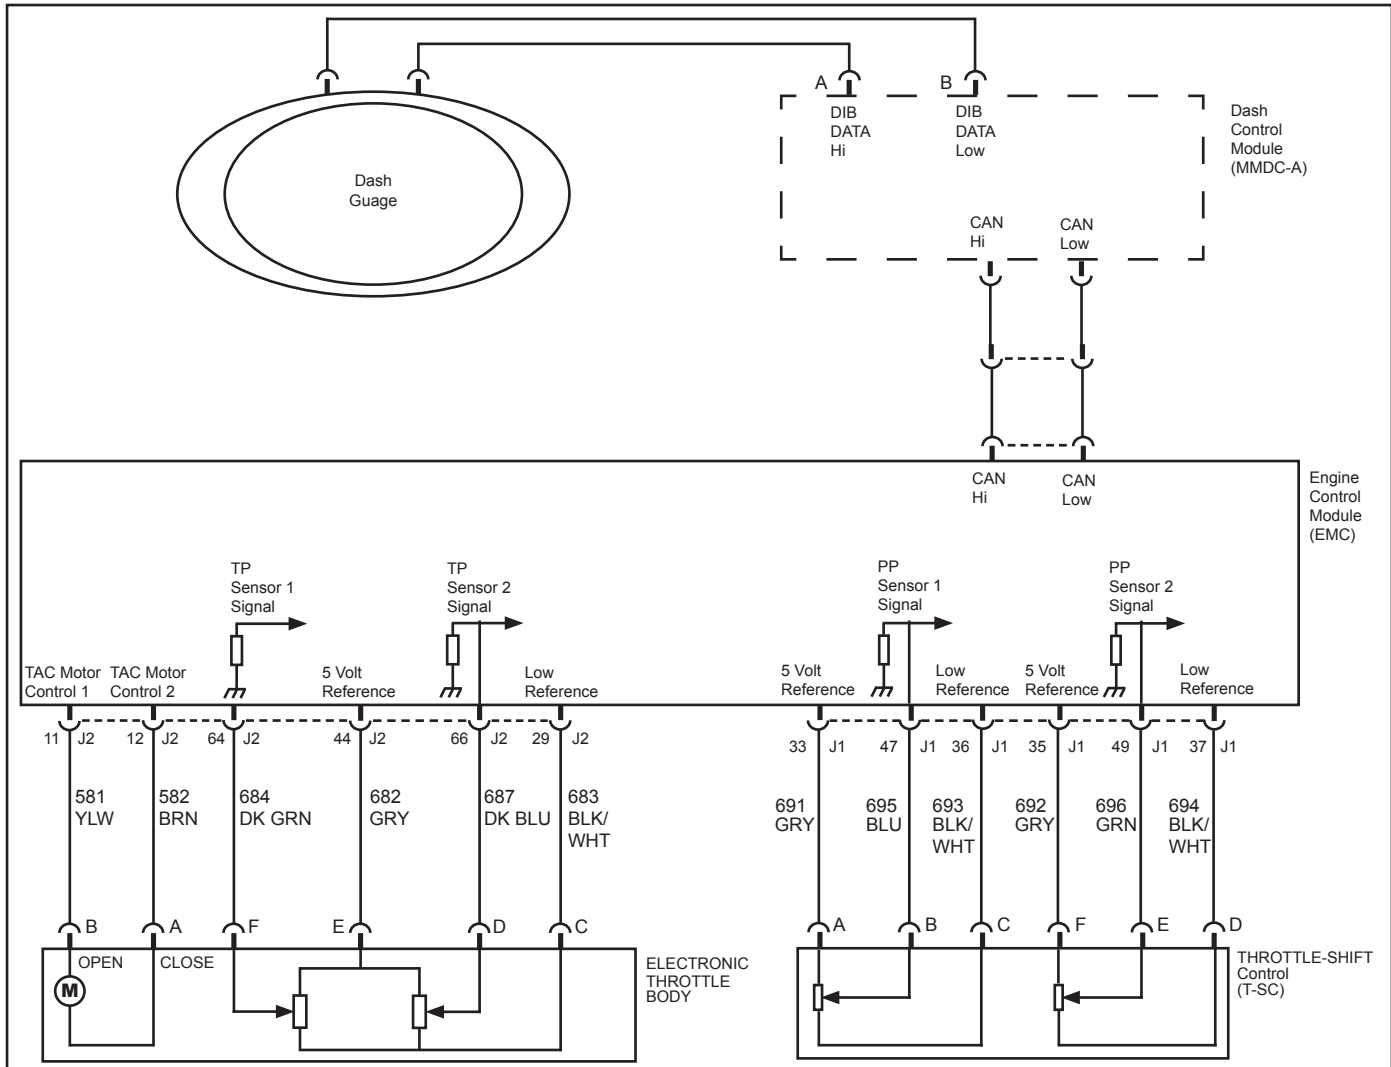 A
B
DIB
DATA
Hi
DIB
DATA
Low
Dash
Control
Module
(MMDC-A)
Dash
Guage
CAN
Hi
CAN
Low
CAN
Hi
CAN
Low
Engine
Control
Module
(EMC)
TP
Sensor 1
Signal
TP
Sensor 2
Signal
PP
Sensor 1
Signal
PP
Sensor 2
Signal
TAC Motor
Control 1
TAC Motor
Control 2
5 Volt
Reference
Low
Reference
5 Volt
Reference
Low
Reference
5 Volt
Reference
Low
Reference
11 J2 12 J2 64 J2 44 J2 66 J2 29 J2 33 J1 47 J1 36 J1 35 J1 49 J1 37 J1
581
YLW
582
BRN
684
DK GRN
682
GRY
687
DK BLU
683
BLK/
WHT
691
GRY
695
BLU
693
BLK/
WHT
692
GRY
696
GRN
694
BLK/
WHT
B A F E D C A B C F E D
OPEN CLOSE
M
ELECTRONIC
THROTTLE
BODY
THROTTLE-SHIFT
Control
(T-SC)